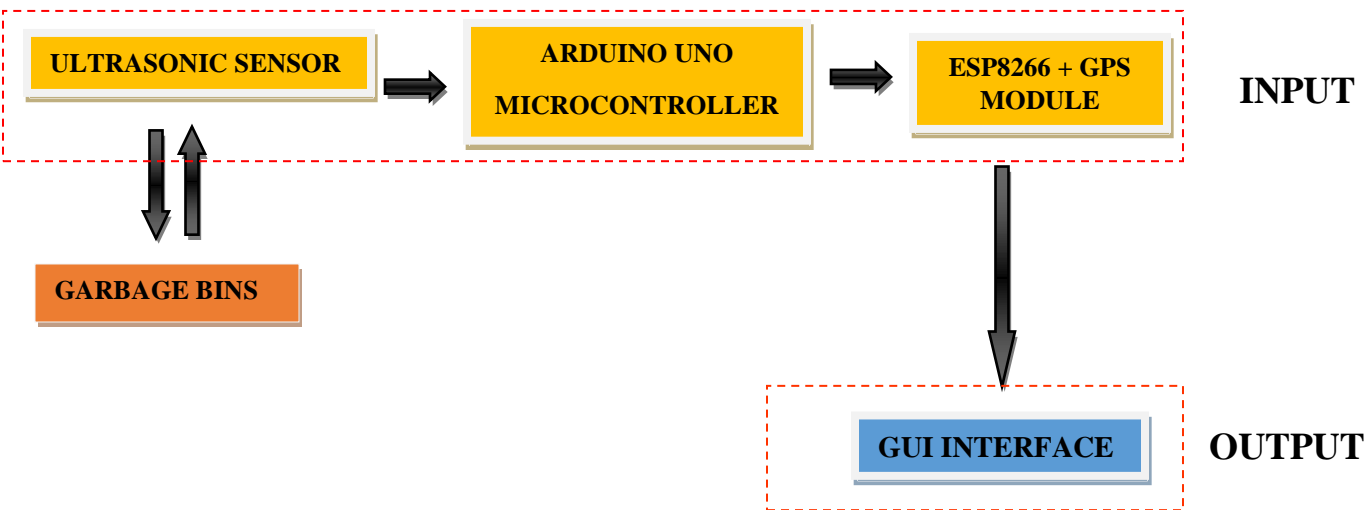 ULTRASONIC SENSOR
ARDUINO UNO
MICROCONTROLLER
ESP8266 + GPS
MODULE
INPUT
GARBAGE BINS
GUI INTERFACE
OUTPUT